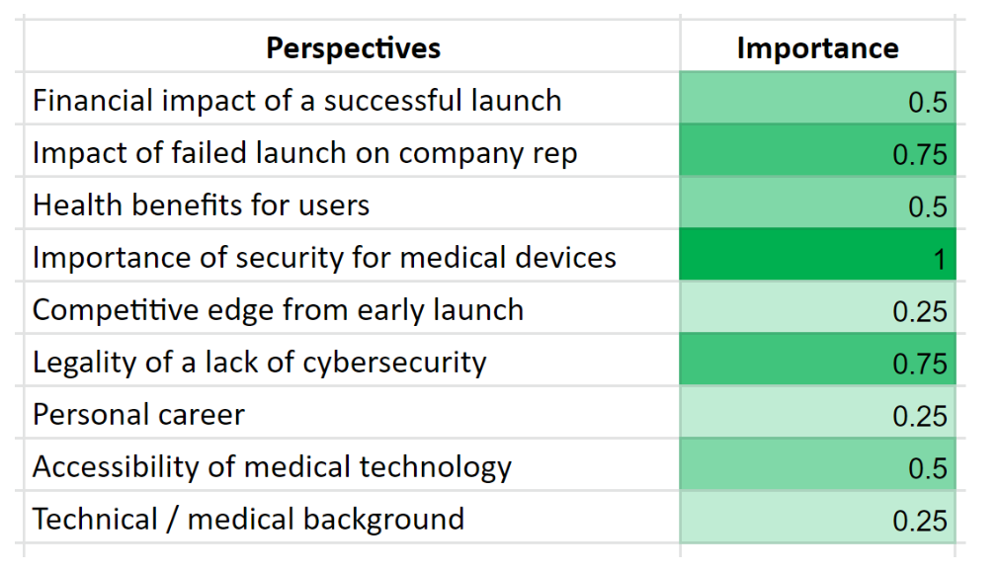 Perspectives Importance
Financial impact of a successful launch 0.5
Impact of failed launch on company rep 0.75
Health benefits for users 0.5
Importance of security for medical devices 1
Competitive edge from early launch 0.25
Legality of a lack of cybersecurity 0.75
Personal career 0.25
Accessibility of medical technology 0.5
Technical / medical background 0.25